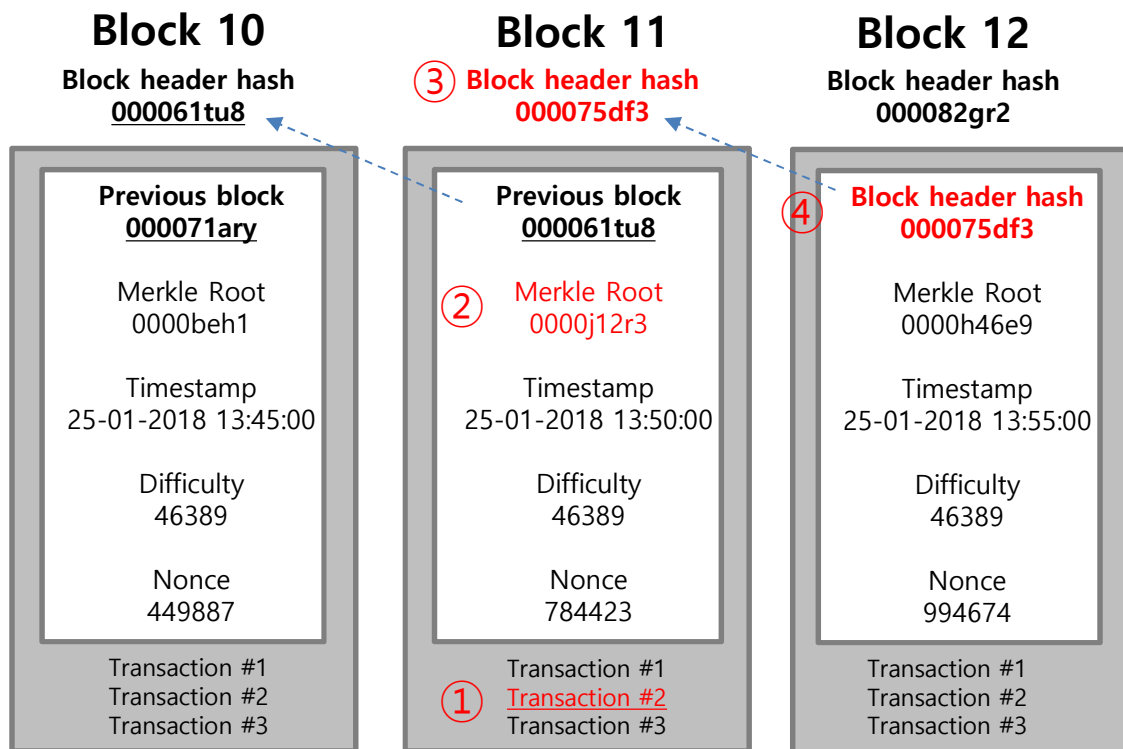 Block 10
Block header hash
000061tu8
Previous block
000071ary
Merkle Root
0000beh1
Timestamp
25-01-2018 13:45:00
Difficulty
46389
Nonce
449887
Transaction #1
Transaction #2
Transaction #3
Block 11
③ Block header hash
000075df3
Previous block
000061tu8
② Merkle Root
0000j12r3
Timestamp
25-01-2018 13:50:00
Difficulty
46389
Nonce
784423
Transaction #1
① Transaction #2
Transaction #3
Block 12
Block header hash
000082gr2
④ Block header hash
000075df3
Merkle Root
0000h46e9
Timestamp
25-01-2018 13:55:00
Difficulty
46389
Nonce
994674
Transaction #1
Transaction #2
Transaction #3